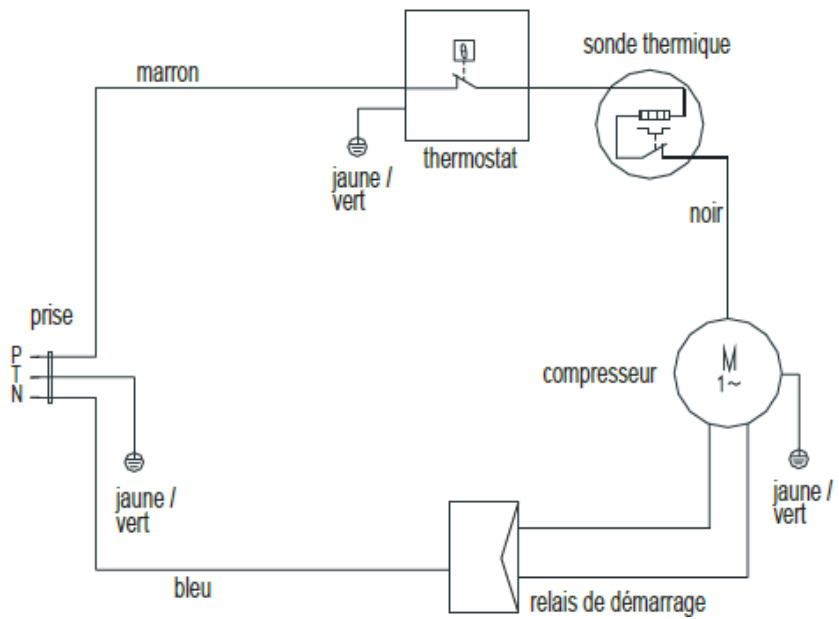 sonde thermique
marron
θ
thermostat
jaune /
vert
noir
prise
P
T
N
compresseur
M
1~
jaune /
vert
jaune /
vert
bleu
relais de démarrage